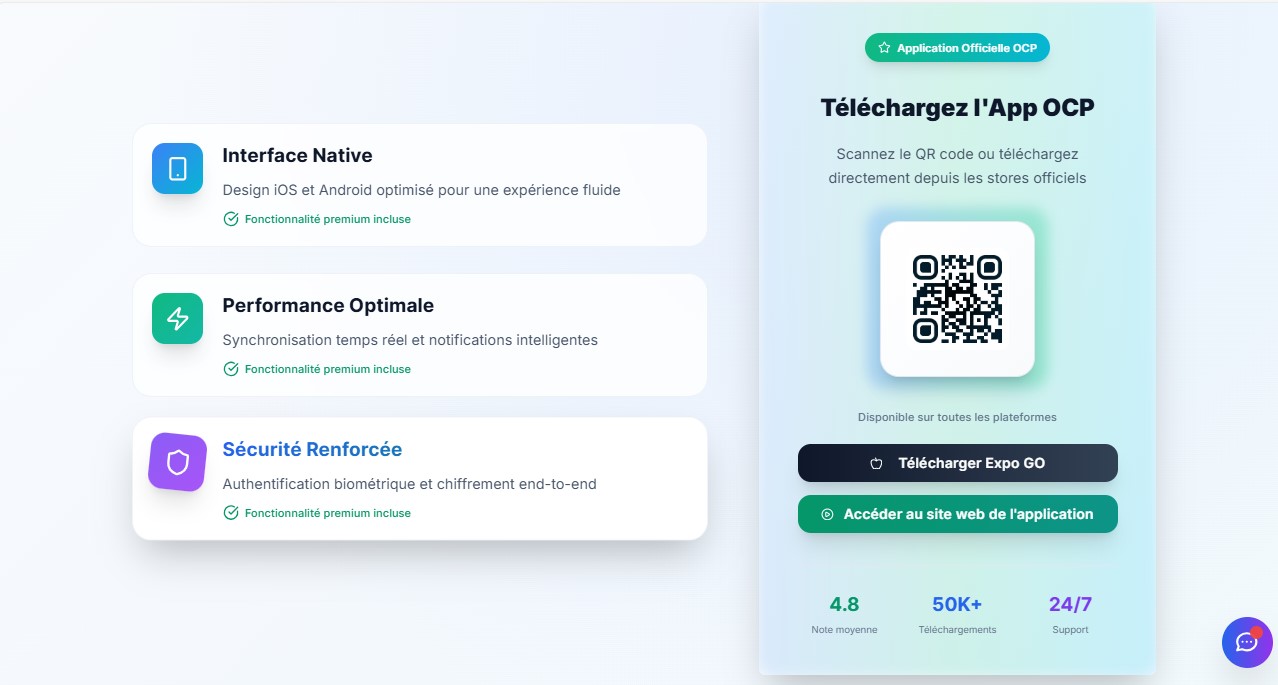 Interface Native
Design iOS et Android optimisé pour une expérience fluide
Fonctionnalité premium incluse
Performance Optimale
Synchronisation temps réel et notifications intelligentes
Fonctionnalité premium incluse
Sécurité Renforcée
Authentification biométrique et chiffrement end-to-end
Fonctionnalité premium incluse
Application Officielle OCP
Téléchargez l'App OCP
Scannez le QR code ou téléchargez
directement depuis les stores officiels
Disponible sur toutes les plateformes
Télécharger Expo GO
Accéder au site web de l'application
4.8 50K+ 24/7
Note moyenne Téléchargements Support